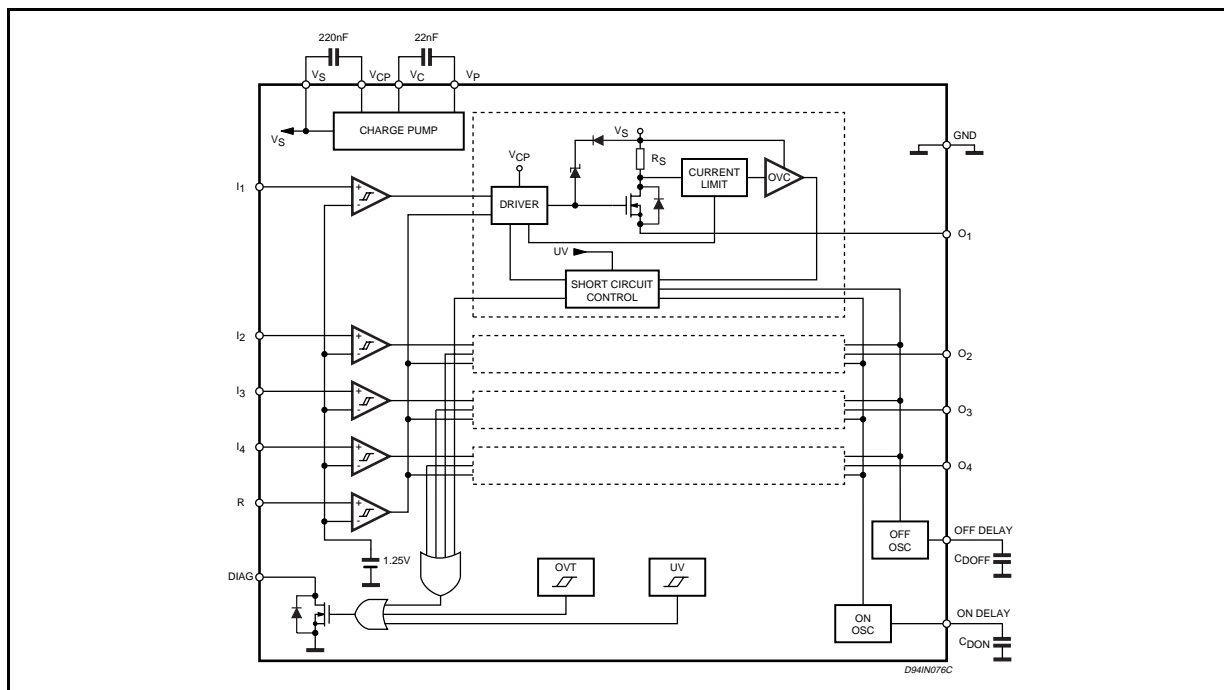 220nF 22nF
VS VCP VC VP
VS CHARGE PUMP
GND
VS
RS
VCP
CURRENT
LIMIT
OVC
I1
+
-
DRIVER
O1
UV
SHORT CIRCUIT
CONTROL
I2
+
-
O2
I3
+
-
O3
I4
+
-
O4
R
+
-
OFF
OSC
OFF DELAY
CDOFF
1.25V
OVT
UV
DIAG
ON
OSC
ON DELAY
CDON
D94IN076C